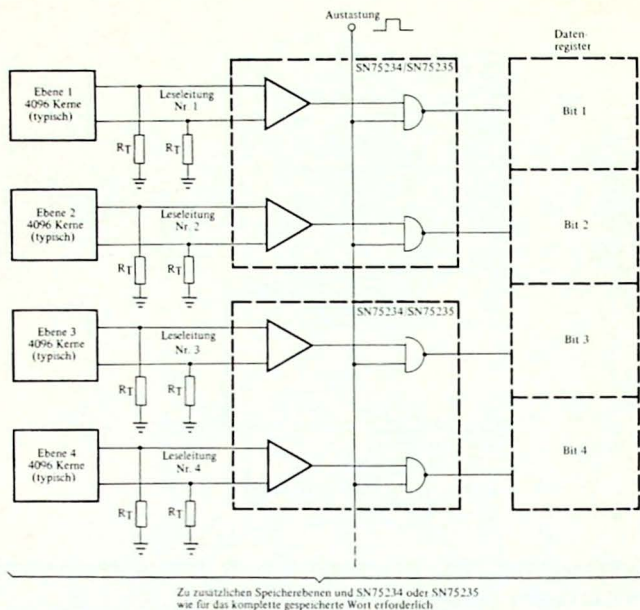 Austastung
Daten-
register
SN75234/SN75235
Ebene 1
4096 Kerne
(typisch)
Leseleitung
Nr. 1
RT
RT
Bit 1
Ebene 2
4096 Kerne
(typisch)
Leseleitung
Nr. 2
RT
RT
Bit 2
SN75234/SN75235
Ebene 3
4096 Kerne
(typisch)
Leseleitung
Nr. 3
RT
RT
Bit 3
Ebene 4
4096 Kerne
(typisch)
Leseleitung
Nr. 4
RT
RT
Bit 4
Zu zusätzlichen Speicherebenen und SN75234 oder SN75235
wie für das komplette gespeicherte Wort erforderlich